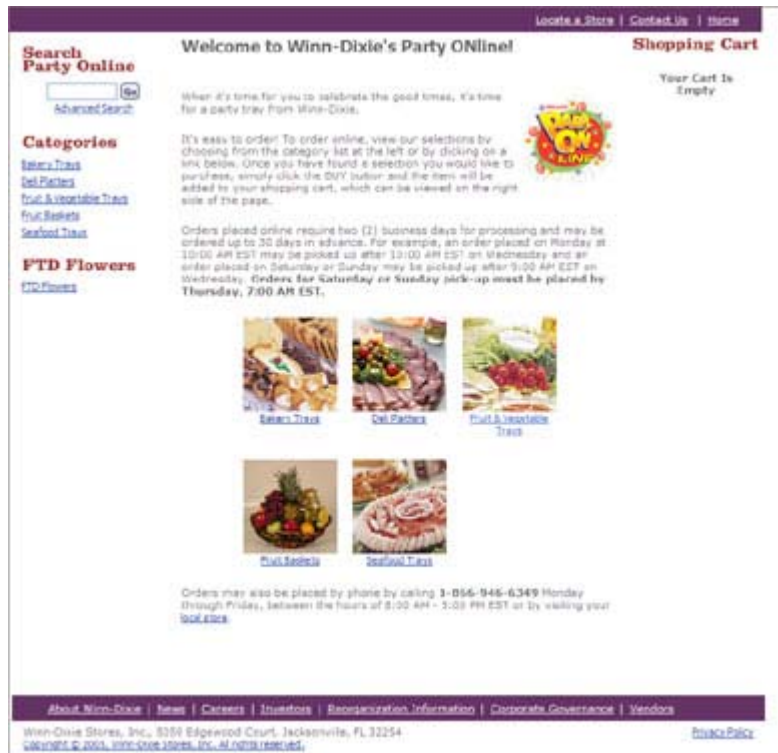 Locate a Store | Contact Us | Home
Search
Party Online
Go
Advanced Search
Categories
Bakery Trays
Deli Platters
Fruit & Vegetable Trays
Fruit Baskets
Seafood Trays
FTD Flowers
FTD Flowers
Welcome to Winn-Dixie's Party ONline!
When it's time for you to celebrate the good times, it's time
for a party tray from Winn-Dixie.
It's easy to order! To order online, view our selections by
choosing from the category list at the left or by clicking on a
link below. Once you have found a selection you would like to
purchase, simply click the BUY button and the item will be
added to your shopping cart, which can be viewed on the right
side of the page.
Party
ON
LINE
Orders placed online require two (2) business days for processing and may be
ordered up to 30 days in advance. For example, an order placed on Monday at
10:00 AM EST may be picked up after 10:00 AM EST on Wednesday and an
order placed on Saturday or Sunday may be picked up after 9:00 AM EST on
Wednesday. Orders for Saturday or Sunday pick-up must be placed by
Thursday, 7:00 AM EST.
Bakery Trays
Deli Platters
Fruit & Vegetable
Trays
Fruit Baskets
Seafood Trays
Orders may also be placed by phone by calling 1-866-946-6349 Monday
through Friday, between the hours of 8:00 AM - 5:00 PM EST or by visiting your
local store.
Shopping Cart
Your Cart Is
Empty
About Winn-Dixie | News | Careers | Investors | Reorganization Information | Corporate Governance | Vendors
Winn-Dixie Stores, Inc., 5050 Edgewood Court, Jacksonville, FL 32254
Copyright © 2005, Winn-Dixie Stores, Inc. All rights reserved.
Privacy Policy